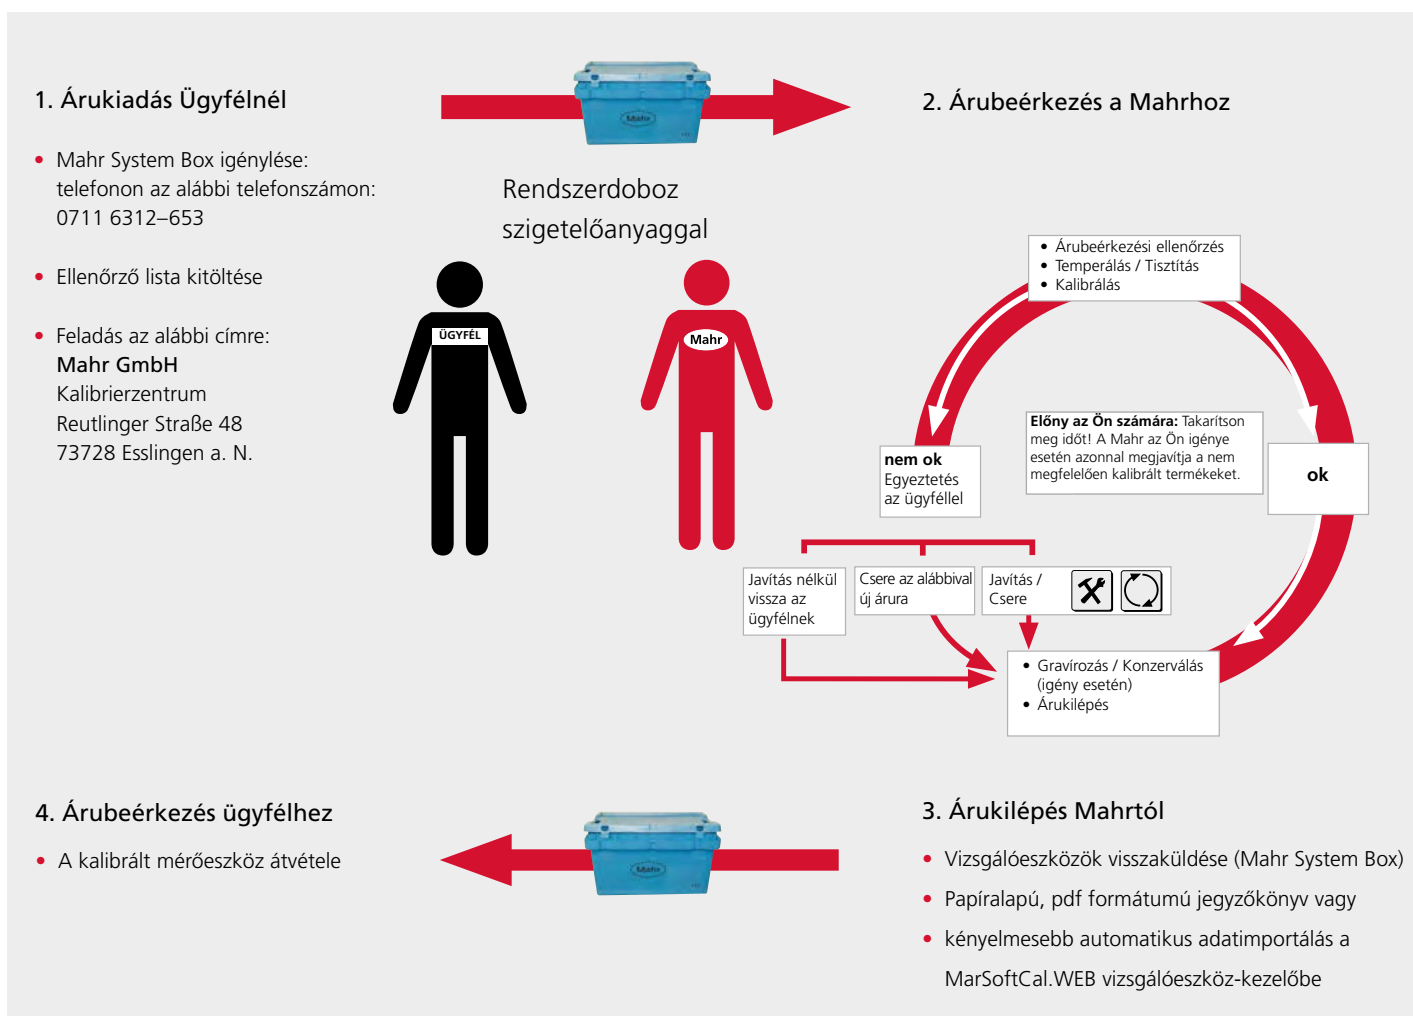 1. Árukiadás Ügyfélnél
• Mahr System Box igénylése:
telefonon az alábbi telefonszámon:
0711 6312–653
• Ellenőrző lista kitöltése
• Feladás az alábbi címre:
Mahr GmbH
Kalibrierzentrum
Reutlinger Straße 48
73728 Esslingen a. N.
Mahr
Rendszerdoboz
szigetelőanyaggal
ÜGYFÉL
Mahr
2. Árubeérkezés a Mahrhoz
• Árubeérkezési ellenőrzés
• Temperálás / Tisztítás
• Kalibrálás
Előny az Ön számára: Takarítson
meg időt! A Mahr az Ön igénye
esetén azonnal megjavítja a nem
megfelelően kalibrált termékeket.
nem ok
Egyeztetés
az ügyféllel
ok
Javítás nélkül
vissza az
ügyfélnek
Csere az alábbival
új árura
Javítás /
Csere
• Gravírozás / Konzerválás
(igény esetén)
• Árukilépés
3. Árukilépés Mahrtól
• Vizsgálóeszközök visszaküldése (Mahr System Box)
• Papíralapú, pdf formátumú jegyzőkönyv vagy
• kényelmesebb automatikus adatimportálás a
MarSoftCal.WEB vizsgálóeszköz-kezelőbe
4. Árubeérkezés ügyfélhez
• A kalibrált mérőeszköz átvétele
Mahr